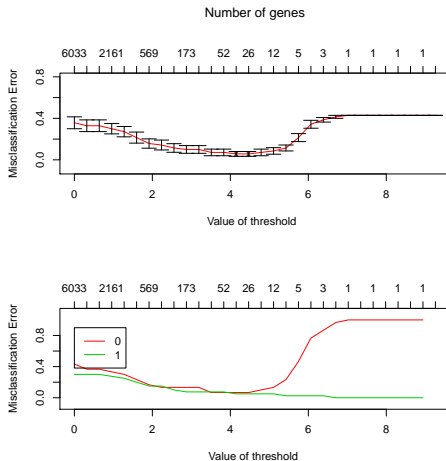 Number of genes
6033 2161 569 173 52 26 12 5 3 1 1 1 1
Misclassification Error
0.0 0.4 0.8
0 2 4 6 8
Value of threshold
6033 2161 569 173 52 26 12 5 3 1 1 1 1
Misclassification Error
0.0 0.4 0.8
0
1
0 2 4 6 8
Value of threshold